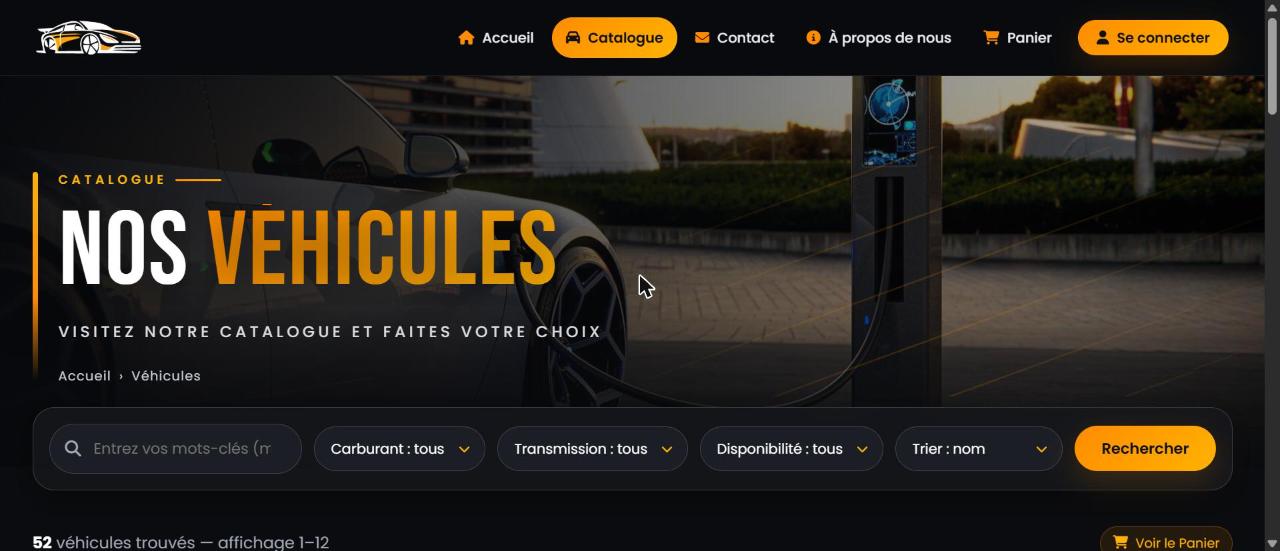 Accueil
Catalogue
Contact
À propos de nous
Panier
Se connecter
CATALOGUE
NOS VÉHICULES
VISITEZ NOTRE CATALOGUE ET FAITES VOTRE CHOIX
Accueil › Véhicules
Entrez vos mots-clés (m
Carburant : tous
Transmission : tous
Disponibilité : tous
Trier : nom
Rechercher
52 véhicules trouvés — affichage 1–12
Voir le Panier